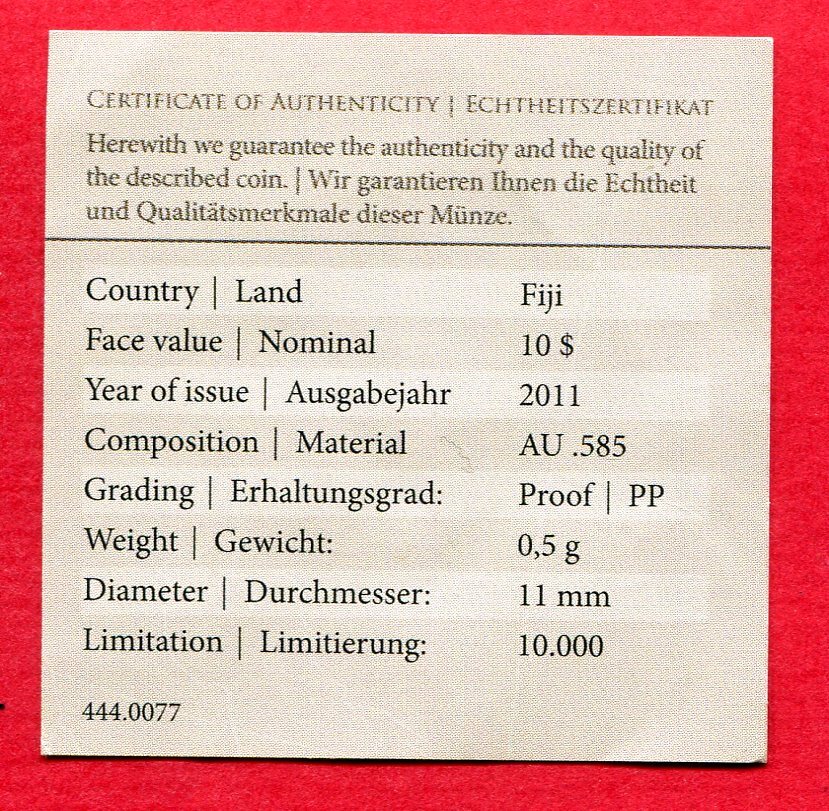 CERTIFICATE OF AUTHENTICITY | ECHTHEITSZERTIFIKAT
Herewith we guarantee the authenticity and the quality of
the described coin. | Wir garantieren Ihnen die Echtheit
und Qualitätsmerkmale dieser Münze.
Country | Land Fiji
Face value | Nominal 10 $
Year of issue | Ausgabejahr 2011
Composition | Material AU .585
Grading | Erhaltungsgrad: Proof | PP
Weight | Gewicht: 0,5 g
Diameter | Durchmesser: 11 mm
Limitation | Limitierung: 10.000
444.0077